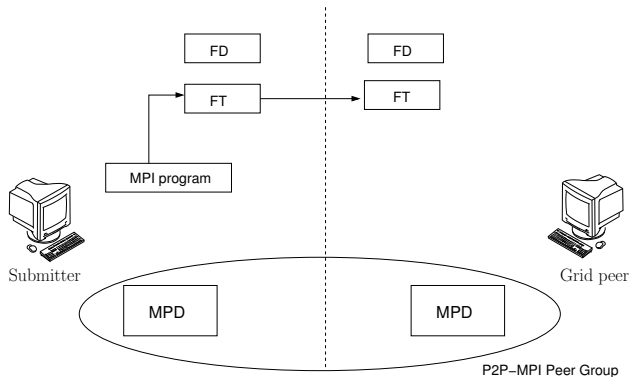 FD
FD
FT
FT
MPI program
Submitter
Grid peer
MPD
MPD
P2P−MPI Peer Group